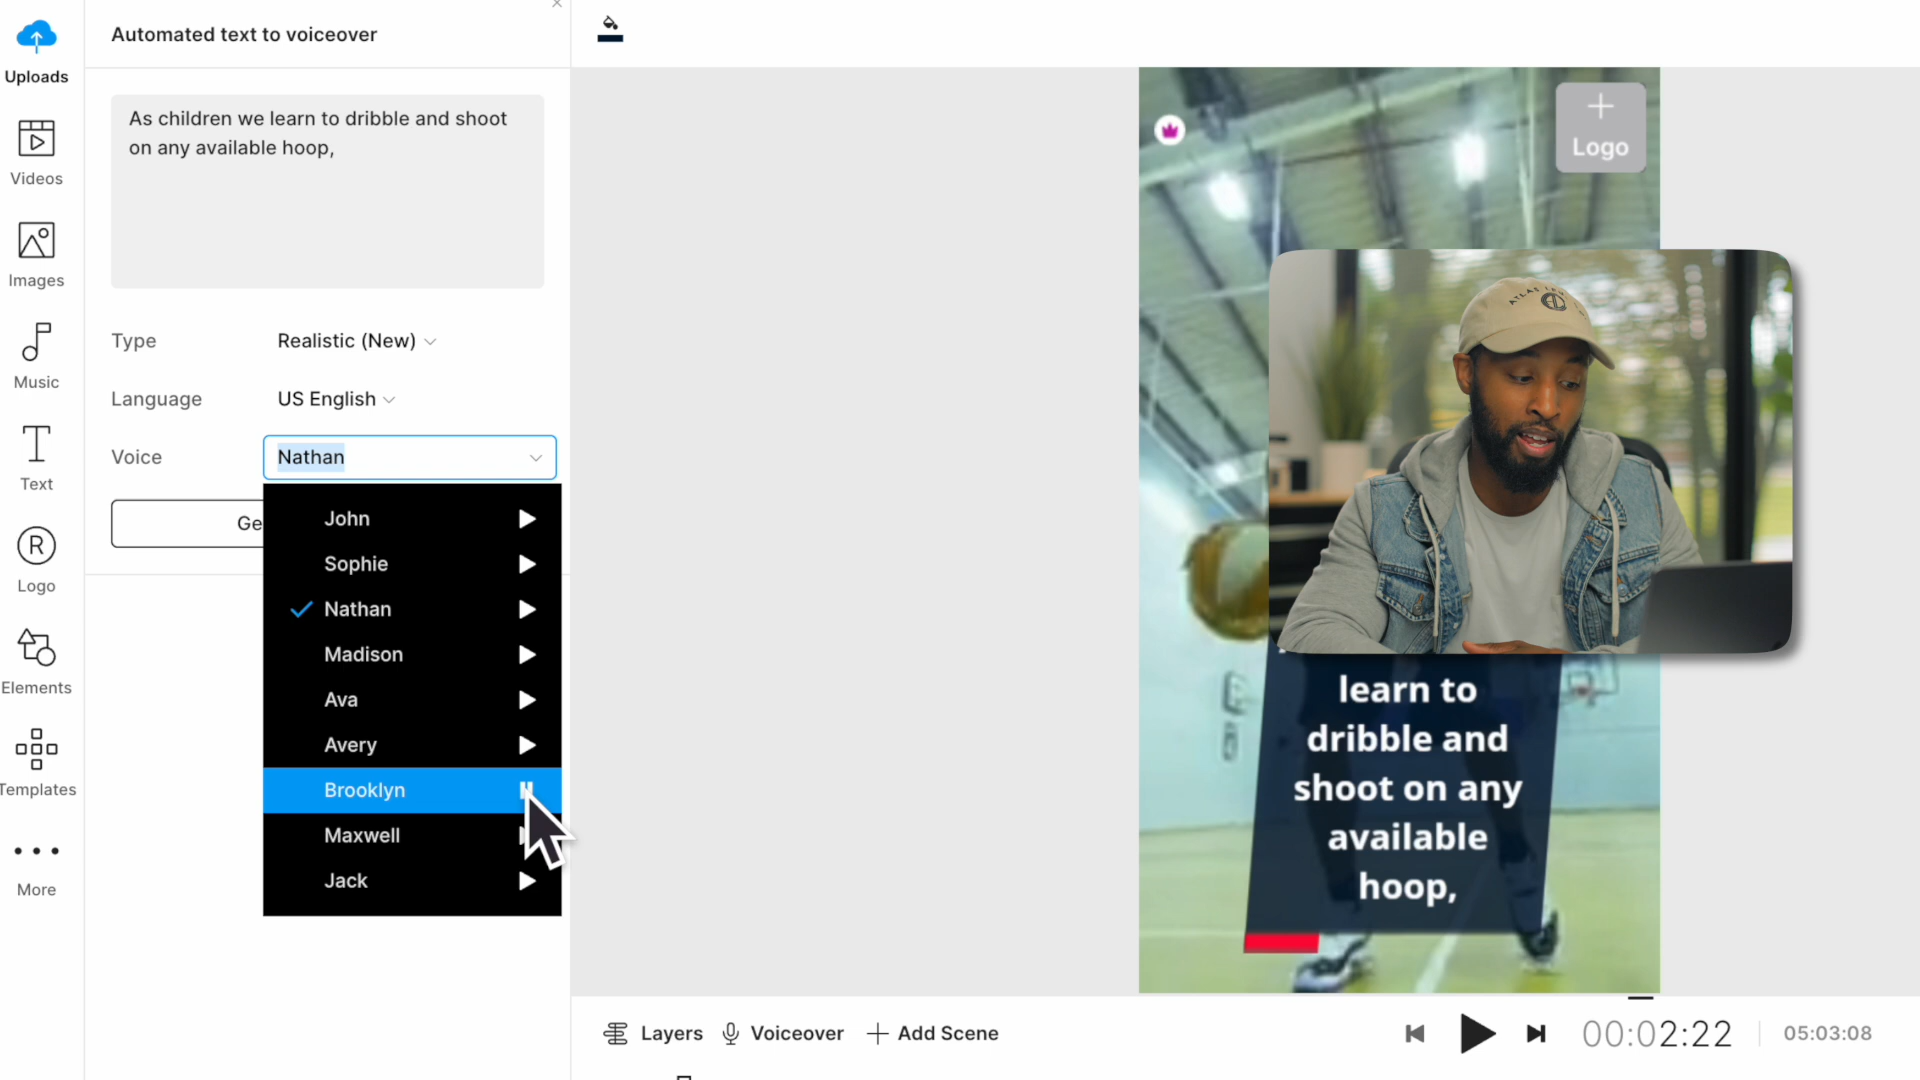 Uploads
Videos
Images
Music
Text
R
Logo
Elements
Templates
More
Automated text to voiceover
As children we learn to dribble and shoot
on any available hoop,
Type
Realistic (New)
Language
US English
Voice
Nathan
Ge
John
Sophie
Nathan
Madison
Ava
Avery
Brooklyn
Maxwell
Jack
Logo
learn to
dribble and
shoot on any
available
hoop,
Layers
Voiceover
Add Scene
00:02:22
05:03:08